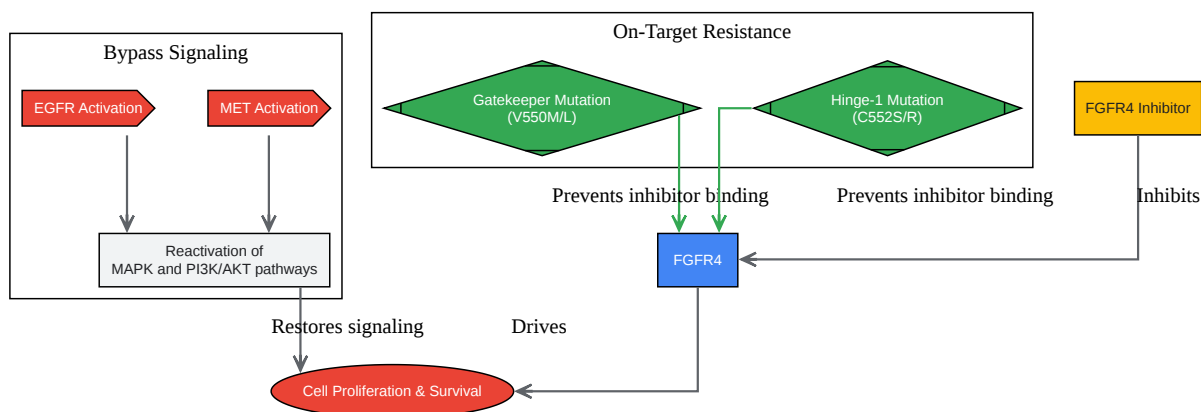 On-Target Resistance
Bypass Signaling
EGFR Activation
MET Activation
Gatekeeper Mutation
(V550M/L)
Hinge-1 Mutation
(C552S/R)
FGFR4 Inhibitor
Prevents inhibitor binding
Prevents inhibitor binding
Inhibits
Reactivation of
MAPK and PI3K/AKT pathways
FGFR4
Restores signaling
Drives
Cell Proliferation & Survival